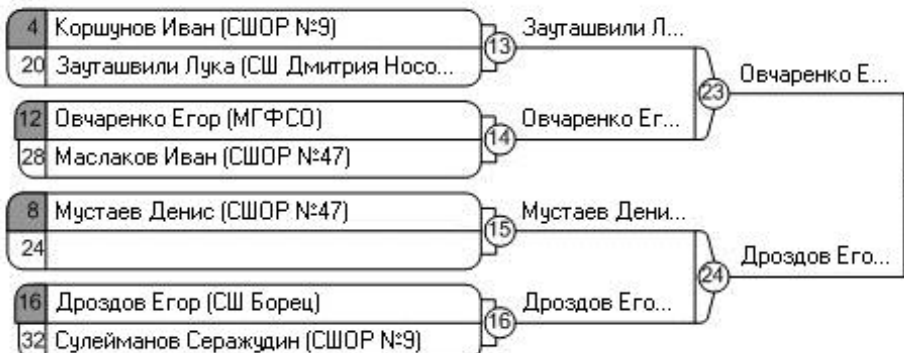 4 Коршунов Иван (СШОР №9)
20 Зауташвили Лука (СШ Дмитрия Носо...
13
Зауташвили Л...
12 Овчаренко Егор (МГФСО)
28 Маслаков Иван (СШОР №47)
14
Овчаренко Ег...
23
Овчаренко Е...
8 Мустаев Денис (СШОР №47)
24
15
Мустаев Дени...
16 Дроздов Егор (СШ Борец)
32 Сулейманов Серажудин (СШОР №9)
16
Дроздов Его...
24
Дроздов Его...